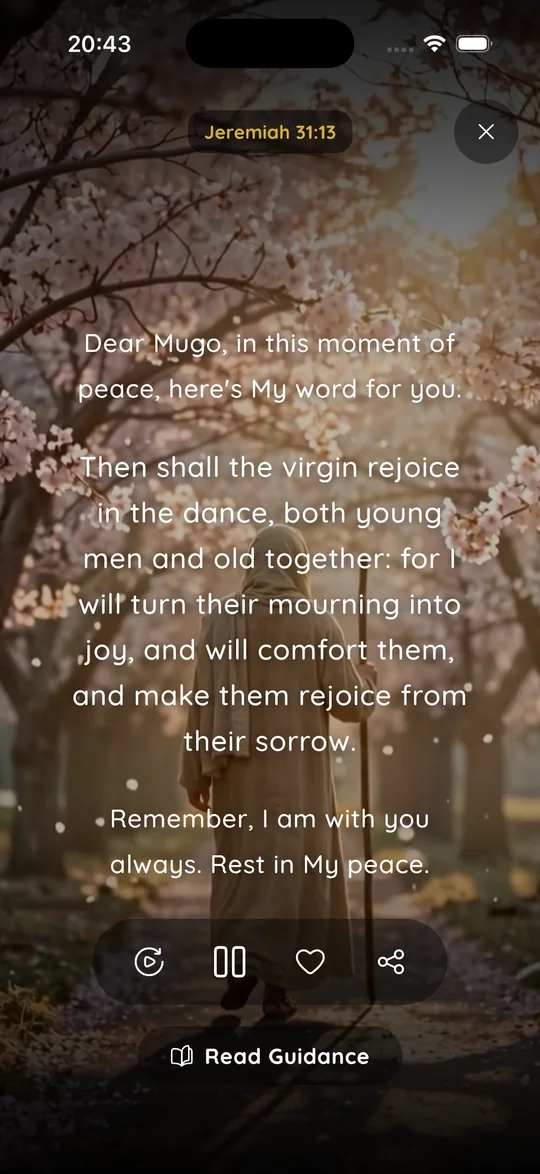 20:43
Jeremiah 31:13
Dear Mugo, in this moment of
peace, here's My word for you.
Then shall the virgin rejoice
in the dance, both young
men and old together: for I
will turn their mourning into
joy, and will comfort them,
and make them rejoice from
their sorrow.
Remember, I am with you
always. Rest in My peace.
Read Guidance